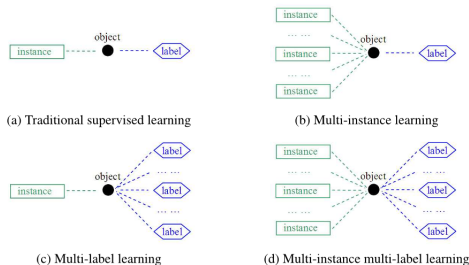 object
instance
label
(a) Traditional supervised learning
instance
... ...
object
instance
label
... ...
instance
(b) Multi-instance learning
label
object
... ...
instance
label
... ...
label
(c) Multi-label learning
instance
label
... ...
object
... ...
instance
label
... ...
... ...
instance
label
(d) Multi-instance multi-label learning